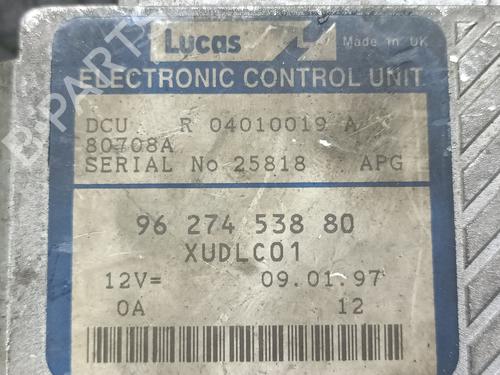 Lucas
Made in UK
ELECTRONIC CONTROL UNIT
DCU R 04010019 A
80708A
SERIAL No 25818 APG
96 274 538 80
XUDLC01
12V= 09.01.97
0A 12
B-PARTS